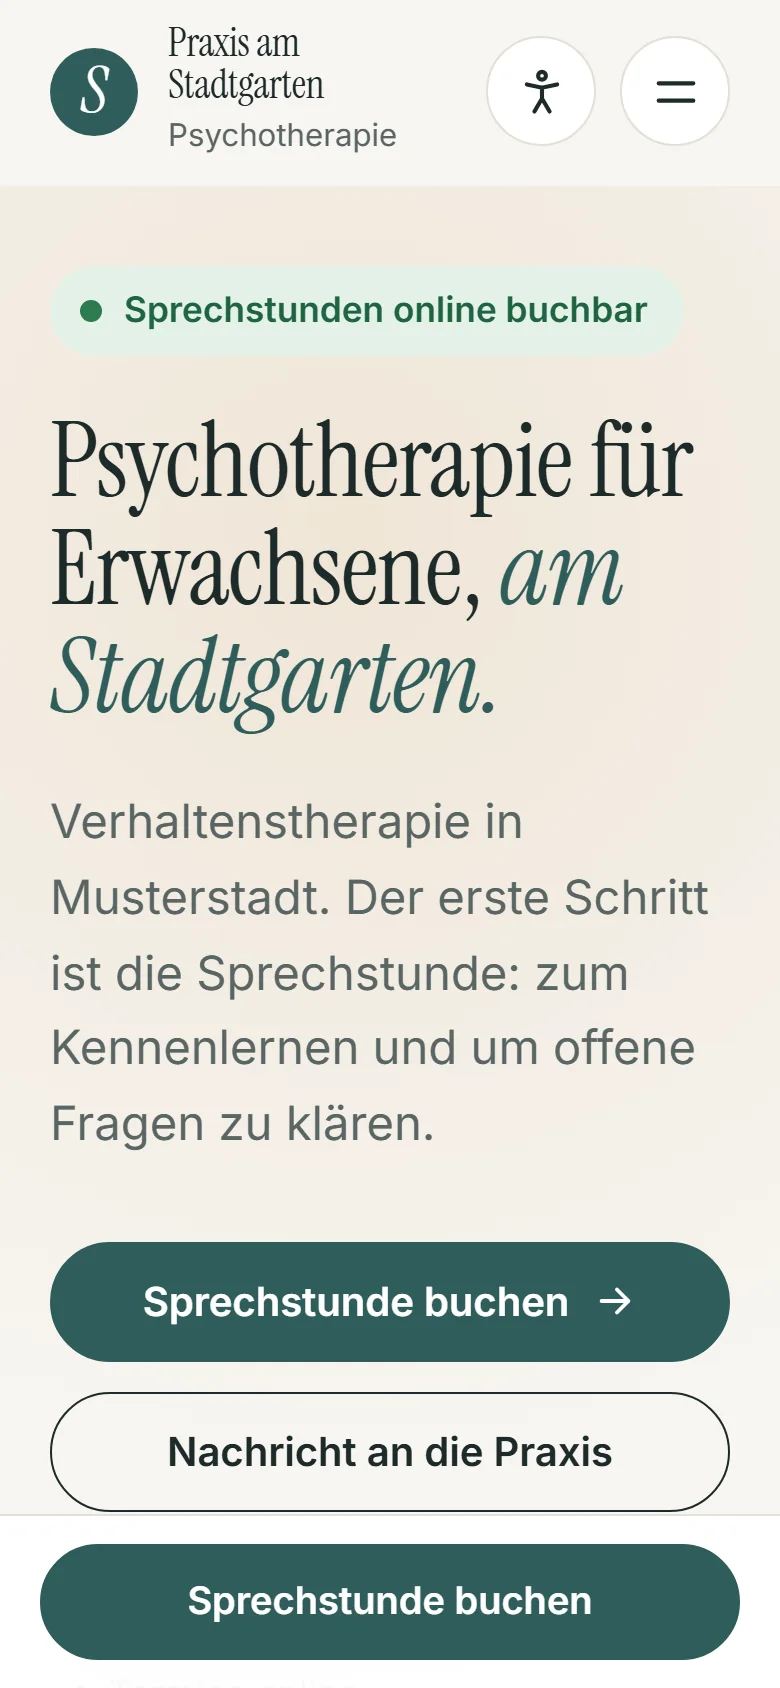 S
Praxis am
Stadtgarten
Psychotherapie
Sprechstunden online buchbar
Psychotherapie für
Erwachsene, am
Stadtgarten.
Verhaltenstherapie in
Musterstadt. Der erste Schritt
ist die Sprechstunde: zum
Kennenlernen und um offene
Fragen zu klären.
Sprechstunde buchen →
Nachricht an die Praxis
Sprechstunde buchen